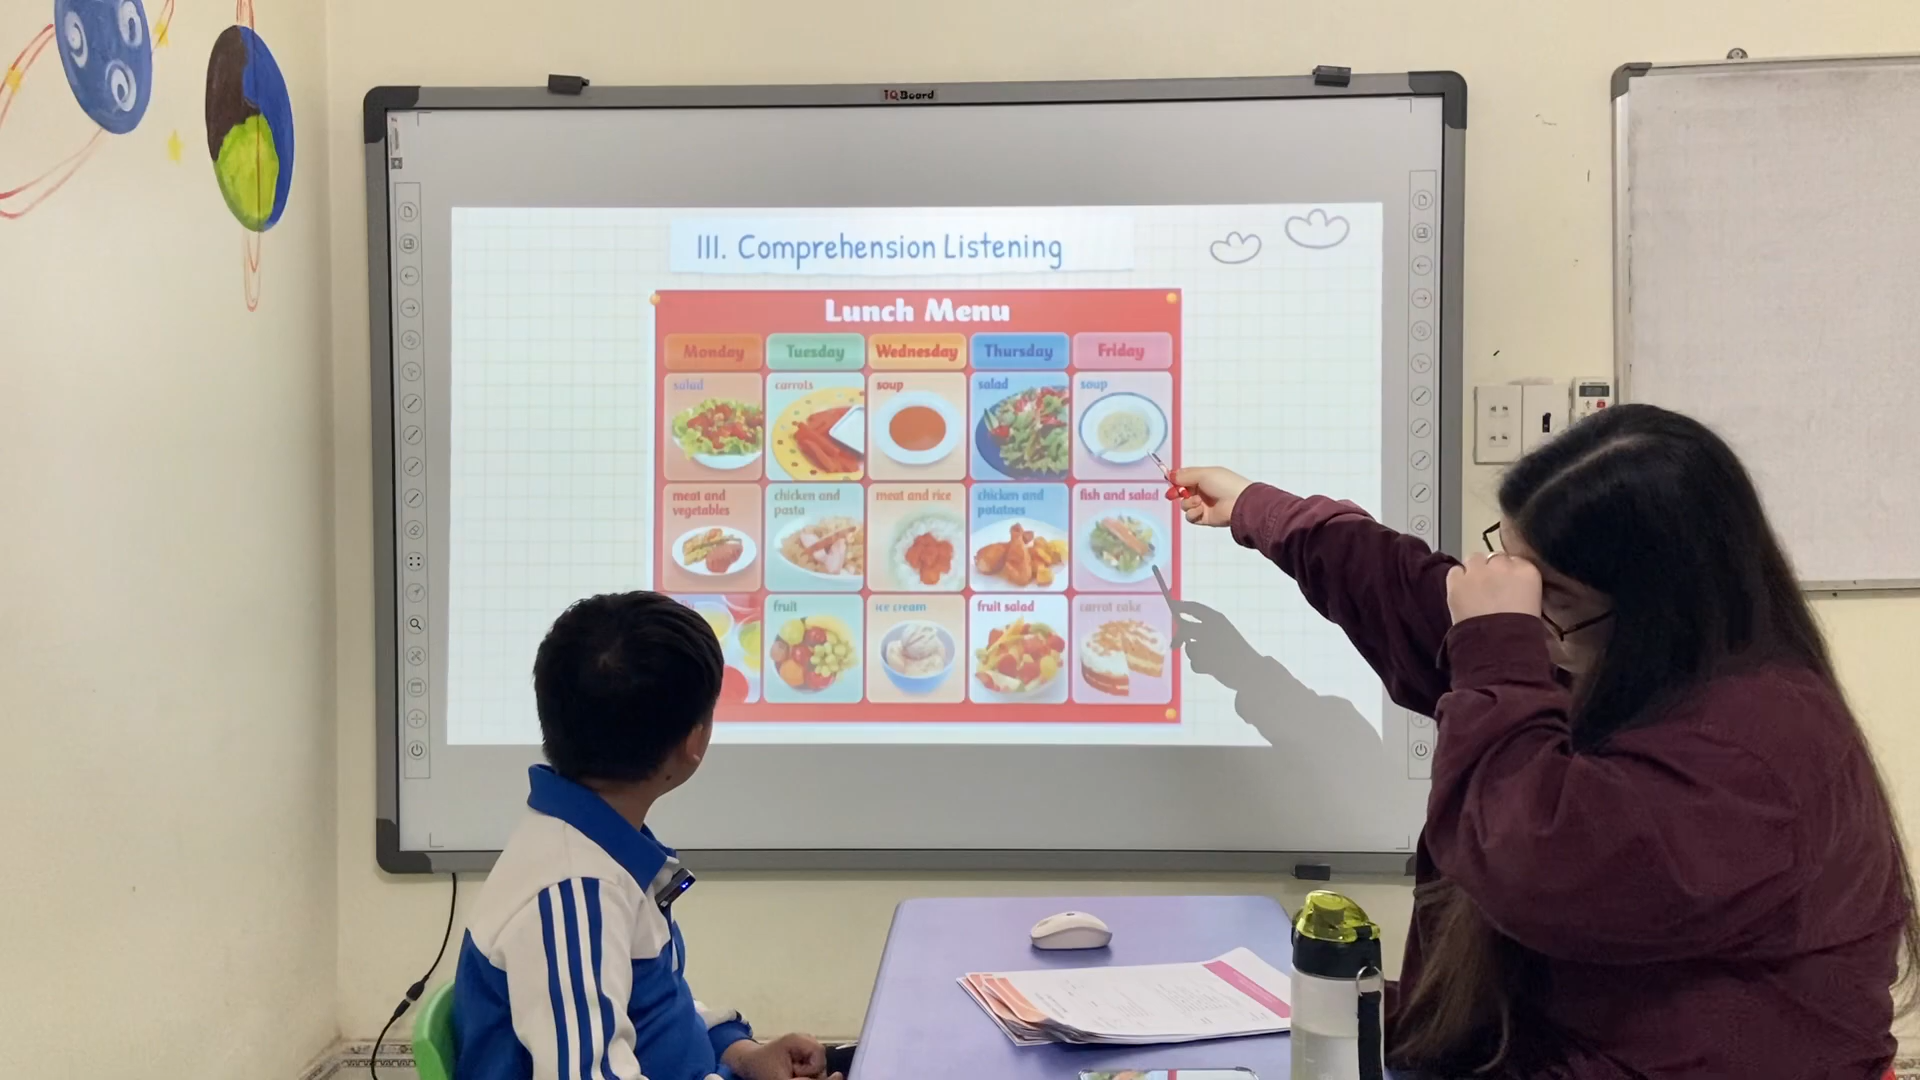 iQBoard
III. Comprehension Listening
Lunch Menu
Monday Tuesday Wednesday Thursday Friday
salad carrots soup salad soup
meat and vegetables
chicken and pasta
meat and rice
chicken and potatoes
fish and salad
fruit ice cream fruit salad carrot cake